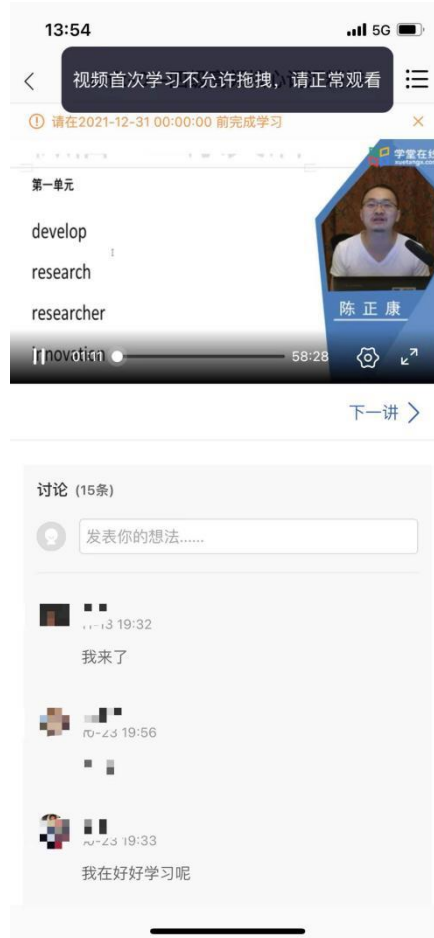 13:54
5G
视频首次学习不允许拖拽，请正常观看
请在2021-12-31 00:00:00 前完成学习
学堂在线
第一单元
develop
research
researcher
陈正康
innovation
01:11
58:28
下一讲
讨论 (15条)
发表你的想法......
19:32
我来了
19:56
-23 19:33
我在好好学习呢